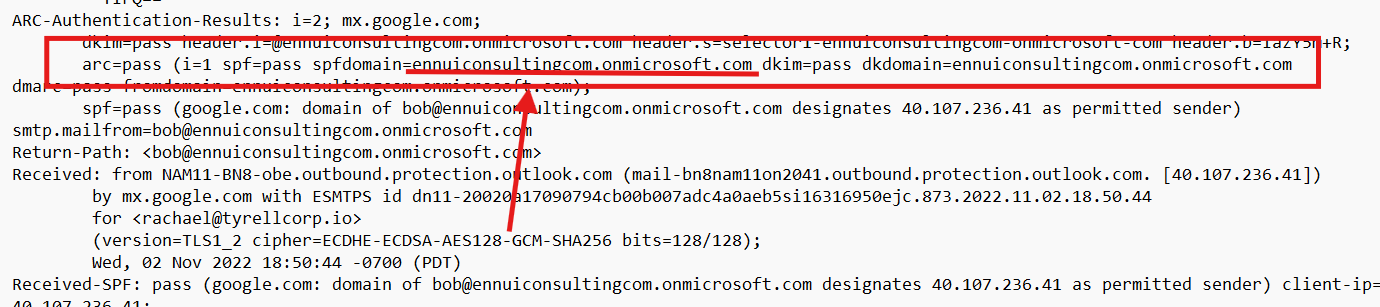 ARC-Authentication-Results: i=2; mx.google.com;
dkim=pass header.i=@ennuiconsultingcom.onmicrosoft.com header.s=selector1-ennuiconsultingcom-onmicrosoft-com
arc=pass (i=1 spf=pass spfdomain=ennuiconsultingcom.onmicrosoft.com dkim=pass dkdomain=ennuiconsultingcom.onmicrosoft.com
dmarc=pass fromdomain=ennuiconsultingcom.onmicrosoft.com);
spf=pass (google.com: domain of bob@ennuiconsultingcom.onmicrosoft.com designates 40.107.236.41 as permitted sender)
smtp.mailfrom=bob@ennuiconsultingcom.onmicrosoft.com
Return-Path: <bob@ennuiconsultingcom.onmicrosoft.com>
Received: from NAM11-BN8-obe.outbound.protection.outlook.com (mail-bn8nam11on2041.outbound.protection.outlook.com. [40.107.236.41])
by mx.google.com with ESMTPS id dn11-20020a17090794cb00b007adc4a0aeb5si16316950ejc.873.2022.11.02.18.50.44
for <rachael@tyrellcorp.io>
(version=TLS1_2 cipher=ECDHE-ECDSA-AES128-GCM-SHA256 bits=128/128);
Wed, 02 Nov 2022 18:50:44 -0700 (PDT)
Received-SPF: pass (google.com: domain of bob@ennuiconsultingcom.onmicrosoft.com designates 40.107.236.41 as permitted sender) client-ip=
40.107.236.41;